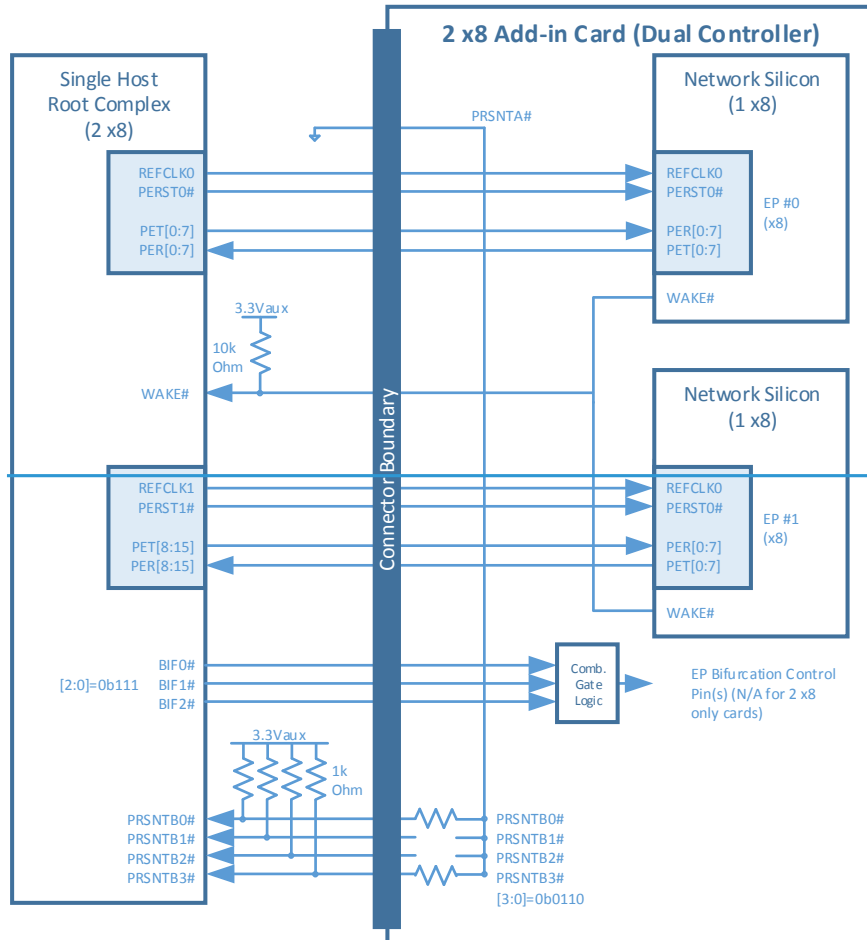 2 x8 Add-in Card (Dual Controller)
Single Host
Root Complex
(2 x8)
REFCLK0
PERST0#
PET[0:7]
PER[0:7]
3.3Vaux
10k
Ohm
WAKE#
REFCLK1
PERST1#
PET[8:15]
PER[8:15]
BIF0#
[2:0]=0b111 BIF1#
BIF2#
3.3Vaux
1k
Ohm
PRSNTB0#
PRSNTB1#
PRSNTB2#
PRSNTB3#
Connector Boundary
PRSNTA#
Network Silicon
(1 x8)
REFCLK0
PERST0#
PER[0:7]
PET[0:7]
EP #0
(x8)
WAKE#
Network Silicon
(1 x8)
REFCLK0
PERST0#
PER[0:7]
PET[0:7]
EP #1
(x8)
WAKE#
Comb.
Gate
Logic
EP Bifurcation Control
Pin(s) (N/A for 2 x8
only cards)
PRSNTB0#
PRSNTB1#
PRSNTB2#
PRSNTB3#
[3:0]=0b0110